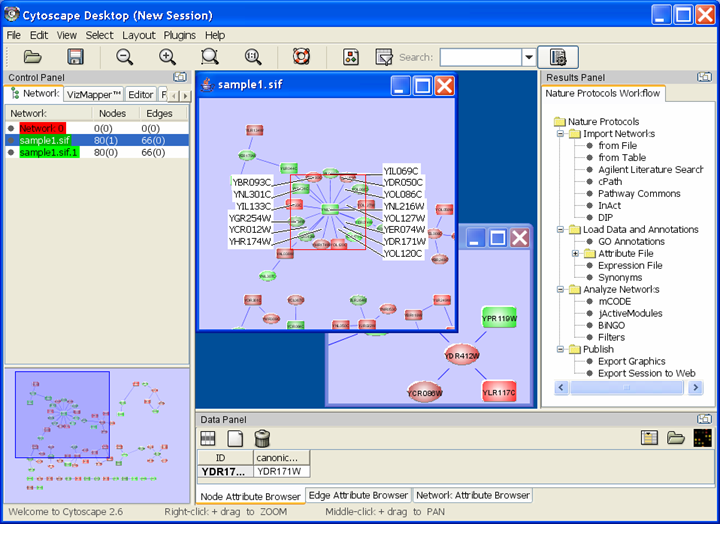 Cytoscape Desktop (New Session)
File Edit View Select Layout Plugins Help
Search:
Control Panel
Network VizMapper™ Editor F
Network Nodes Edges
Network 0 0(0) 0(0)
sample1.sif 80(1) 66(0)
sample1.sif.1 80(0) 66(0)
sample1.sif
YBR093C
YNL301C
YIL133C
YGR254W
YCR012W
YHR174W
YIL069C
YDR050C
YOL086C
YNL216W
YOL127W
YER074W
YDR171W
YOL120C
YPR119W
YDR412W
YCR086W
YLR117C
Results Panel
Nature Protocols Workflow
Nature Protocols
Import Networks
from File
from Table
Agilent Literature Search
cPath
Pathway Commons
InAct
DIP
Load Data and Annotations
GO Annotations
Attribute File
Expression File
Synonyms
Analyze Networks
mCODE
jActiveModules
BiNGO
Filters
Publish
Export Graphics
Export Session to Web
Data Panel
ID canonic...
YDR17... YDR171W
Node Attribute Browser Edge Attribute Browser Network Attribute Browser
Welcome to Cytoscape 2.6 Right-click + drag to ZOOM Middle-click + drag to PAN